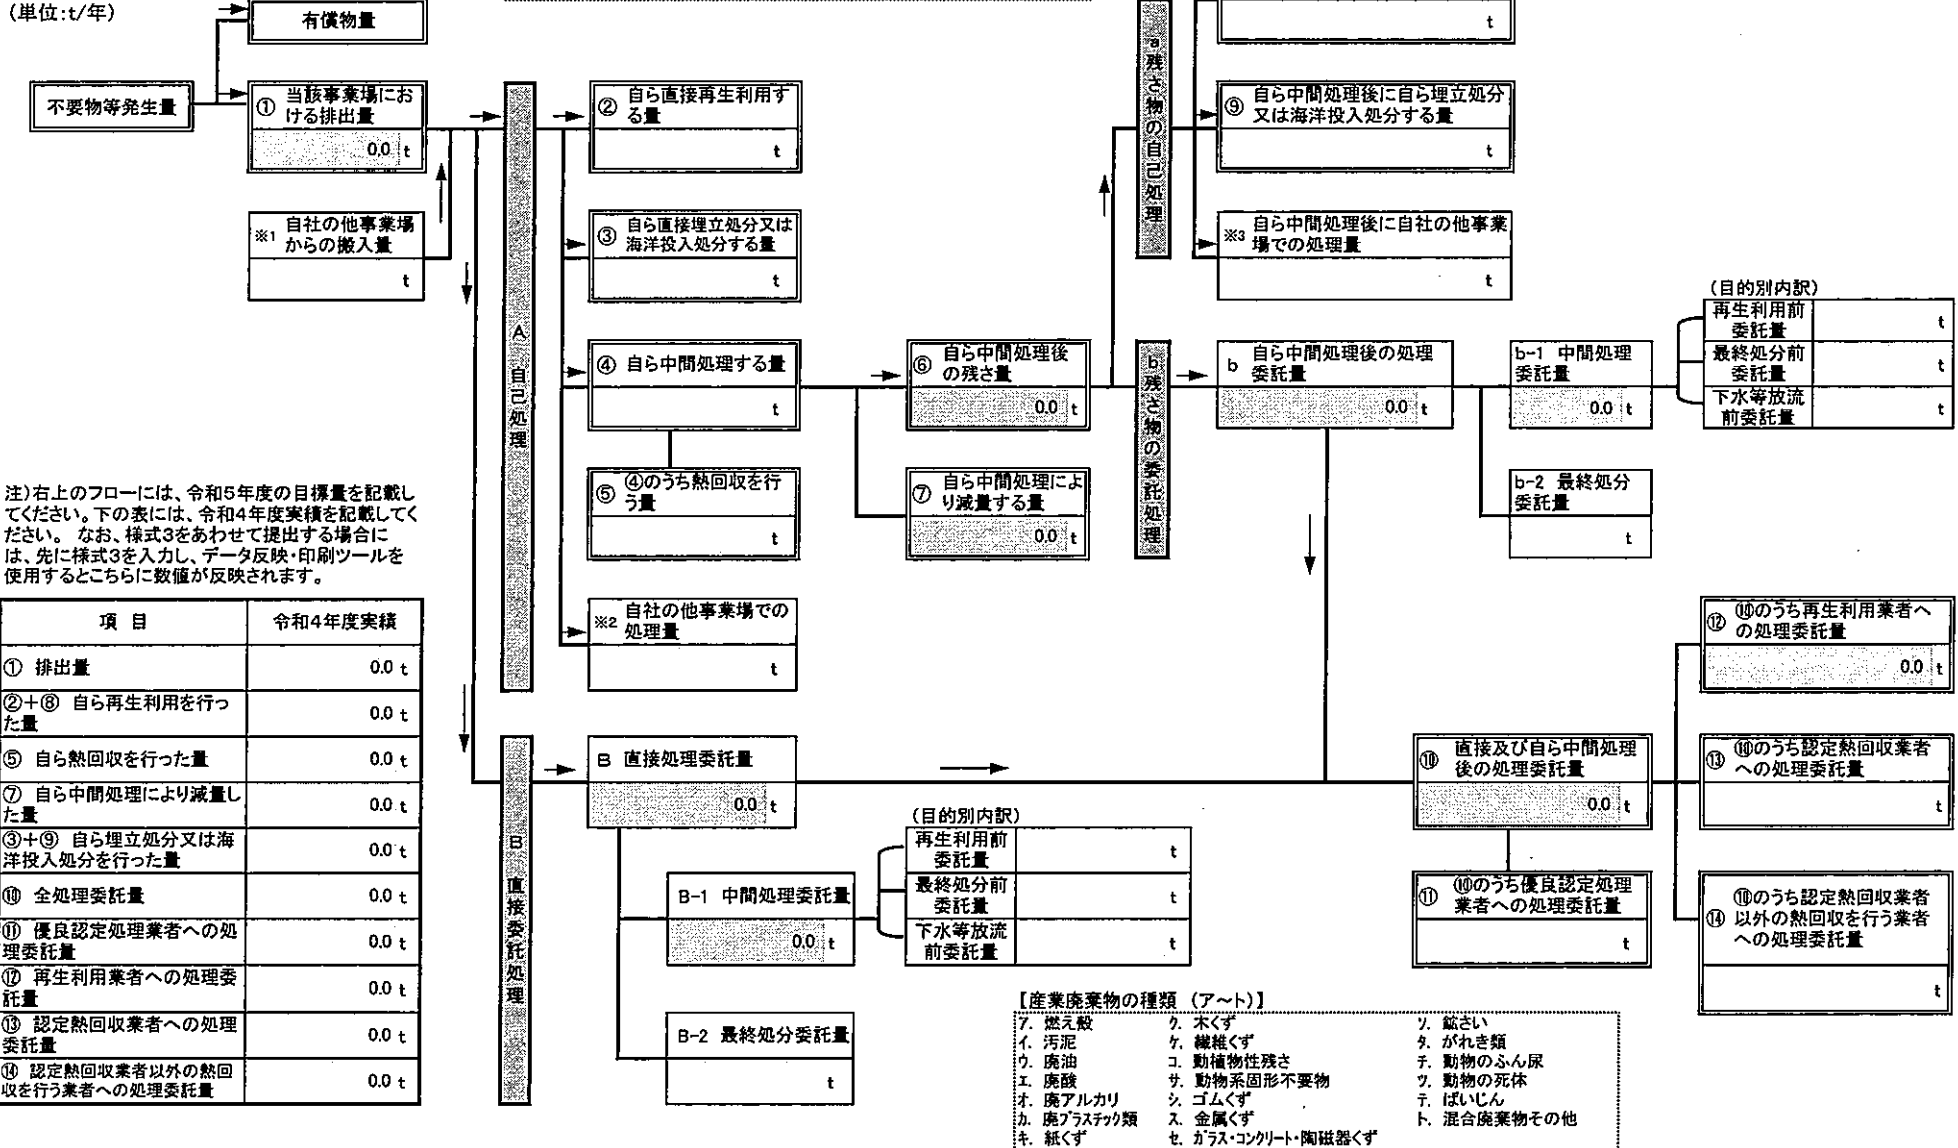 (単位:t/年)
有償物量
t
不要物等発生量
① 当該事業場にお
ける排出量
0.0 t
※1 自社の他事業場
からの搬入量
t
A 自己処理
② 自ら直接再生利用す
る量
t
③ 自ら直接埋立処分又は
海洋投入処分する量
t
④ 自ら中間処理する量
t
⑤ ④のうち熱回収を行
う量
t
※2 自社の他事業場での
処理量
t
⑥ 自ら中間処理後
の残さ量
0.0 t
⑦ 自ら中間処理によ
り減量する量
0.0 t
a残さ物の自己処理
⑨ 自ら中間処理後に自ら埋立処分
又は海洋投入処分する量
t
※3 自ら中間処理後に自社の他事業
場での処理量
t
b残さ物の委託処理
b 自ら中間処理後の処理
委託量
0.0 t
b-1 中間処理
委託量
0.0 t
(目的別内訳)
再生利用前
委託量 t
最終処分前
委託量 t
下水等放流
前委託量 t
b-2 最終処分
委託量
t
注)右上のフローには、令和5年度の目標量を記載し
てください。下の表には、令和4年度実績を記載してく
ださい。 なお、様式3をあわせて提出する場合に
は、先に様式3を入力し、データ反映・印刷ツールを
使用するとこちらに数値が反映されます。
項 目 令和4年度実績
① 排出量 0.0 t
②+⑧ 自ら再生利用を行っ
た量 0.0 t
⑤ 自ら熱回収を行った量 0.0 t
⑦ 自ら中間処理により減量し
た量 0.0 t
③+⑨ 自ら埋立処分又は海
洋投入処分を行った量 0.0 t
⑩ 全処理委託量 0.0 t
⑪ 優良認定処理業者への処
理委託量 0.0 t
⑫ 再生利用業者への処理委
託量 0.0 t
⑬ 認定熱回収業者への処理
委託量 0.0 t
⑭ 認定熱回収業者以外の熱回
収を行う業者への処理委託量 0.0 t
B 直接委託処理
B 直接処理委託量
0.0 t
B-1 中間処理委託量
0.0 t
(目的別内訳)
再生利用前
委託量 t
最終処分前
委託量 t
下水等放流
前委託量 t
B-2 最終処分委託量
t
⑩ 直接及び自ら中間処理
後の処理委託量
0.0 t
⑪ ⑩のうち優良認定処理
業者への処理委託量
t
⑫ ⑩のうち再生利用業者へ
の処理委託量
0.0 t
⑬ ⑩のうち認定熱回収業者
への処理委託量
t
⑩のうち認定熱回収業者
⑭ 以外の熱回収を行う業者
への処理委託量
t
【産業廃棄物の種類 (ア～ト)】
ア. 燃え殻 ク. 木くず ソ. 鉱さい
イ. 汚泥 ケ. 繊維くず タ. がれき類
ウ. 廃油 コ. 動植物性残さ チ. 動物のふん尿
エ. 廃酸 サ. 動物系固形不要物 ツ. 動物の死体
オ. 廃アルカリ シ. ゴムくず テ. ばいじん
カ. 廃プラスチック類 ス. 金属くず ト. 混合廃棄物その他
キ. 紙くず セ. ガラス・コンクリート・陶磁器くず